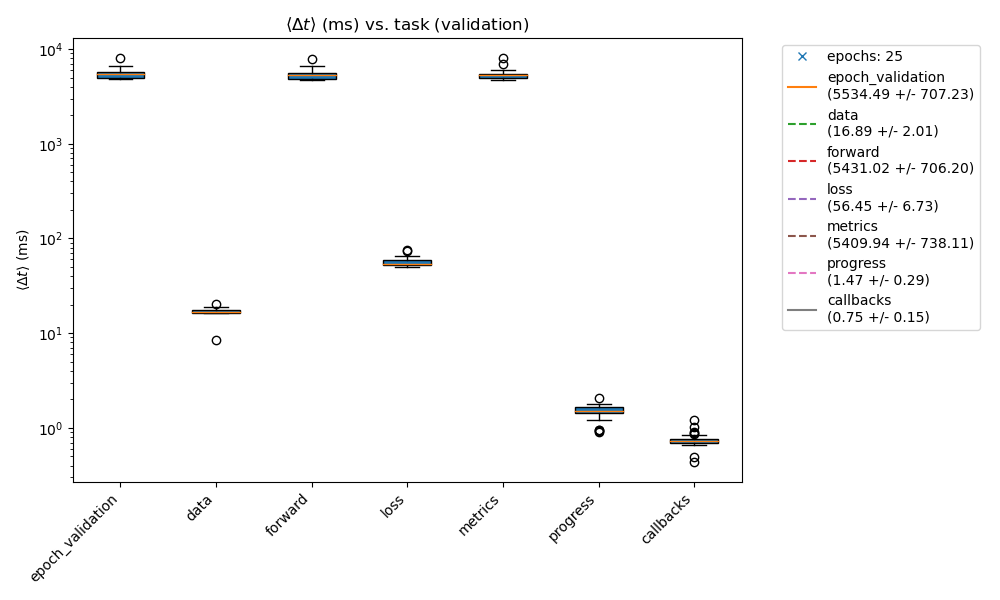 ⟨Δt⟩ (ms) vs. task (validation)
⟨Δt⟩ (ms)
10⁴
10³
10²
10¹
10⁰
epoch_validation
data
forward
loss
metrics
progress
callbacks
epochs: 25
epoch_validation
(5534.49 +/- 707.23)
data
(16.89 +/- 2.01)
forward
(5431.02 +/- 706.20)
loss
(56.45 +/- 6.73)
metrics
(5409.94 +/- 738.11)
progress
(1.47 +/- 0.29)
callbacks
(0.75 +/- 0.15)